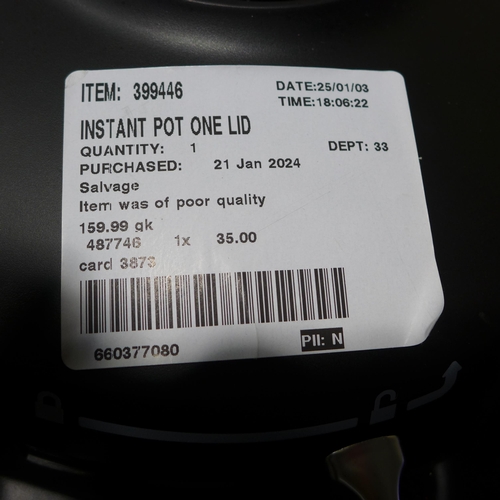 ITEM: 399446
DATE:25/01/03
TIME:18:06:22
INSTANT POT ONE LID
QUANTITY: 1
DEPT: 33
PURCHASED: 21 Jan 2024
Salvage
Item was of poor quality
159.99 gk
487746 1x 35.00
card 3873
660377080
PII: N